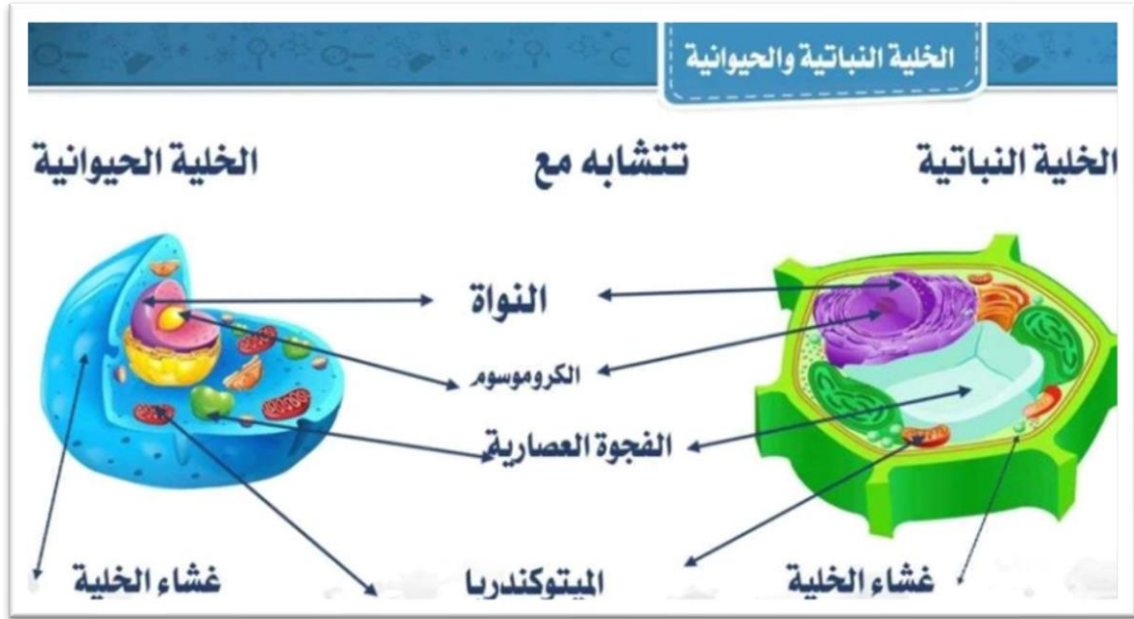 الخلية النباتية والحيوانية
الخلية النباتية تتشابه مع الخلية الحيوانية
النواة
الكروموسوم
الفجوة العصارية
غشاء الخلية الميتوكندريا غشاء الخلية